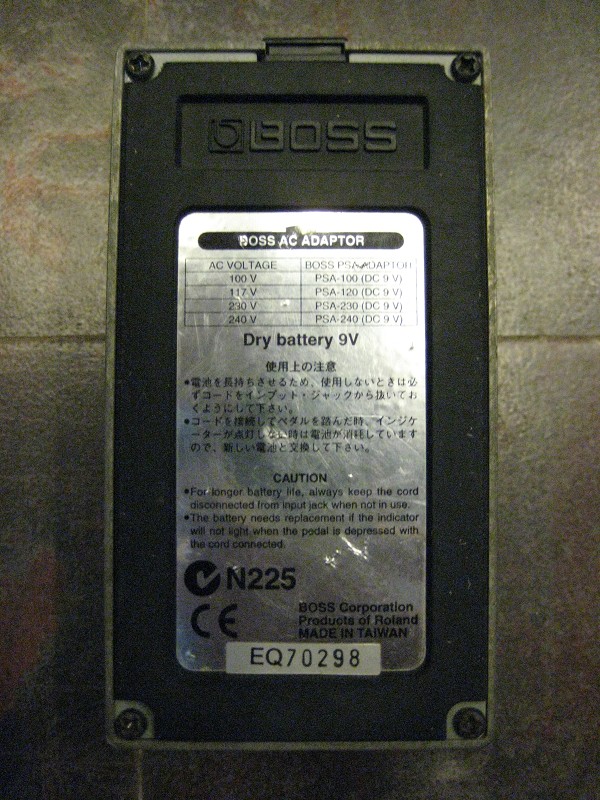 BOSS
BOSS AC ADAPTOR
AC VOLTAGE BOSS PSA-ADAPTOR
100 V PSA-100 (DC 9 V)
117 V PSA-120 (DC 9 V)
230 V PSA-230 (DC 9 V)
240 V PSA-240 (DC 9 V)
Dry battery 9V
使用上の注意
●電池を長持ちさせるため、使用しないときは必
ずコードをインプット・ジャックから抜いてお
くようにして下さい。
●コードを接続してペダルを踏んだ時、インジケ
ーターが点灯しない時は電池が消耗しています
ので、新しい電池と交換して下さい。
CAUTION
●For longer battery life, always keep the cord
disconnected from input jack when not in use.
●The battery needs replacement if the indicator
will not light when the pedal is depressed with
the cord connected.
N225
CE
BOSS Corporation
Products of Roland
MADE IN TAIWAN
EQ70298